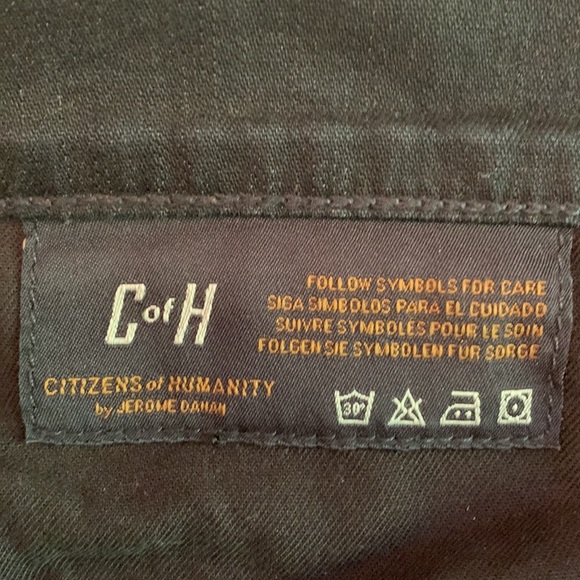 C of H
CITIZENS of HUMANITY
by JEROME DAHAN
FOLLOW SYMBOLS FOR CARE
SIGA SIMBOLOS PARA EL CUIDADO
SUIVRE SYMBOLES POUR LE SOIN
FOLGEN SIE SYMBOLEN FÜR SORGE
30°